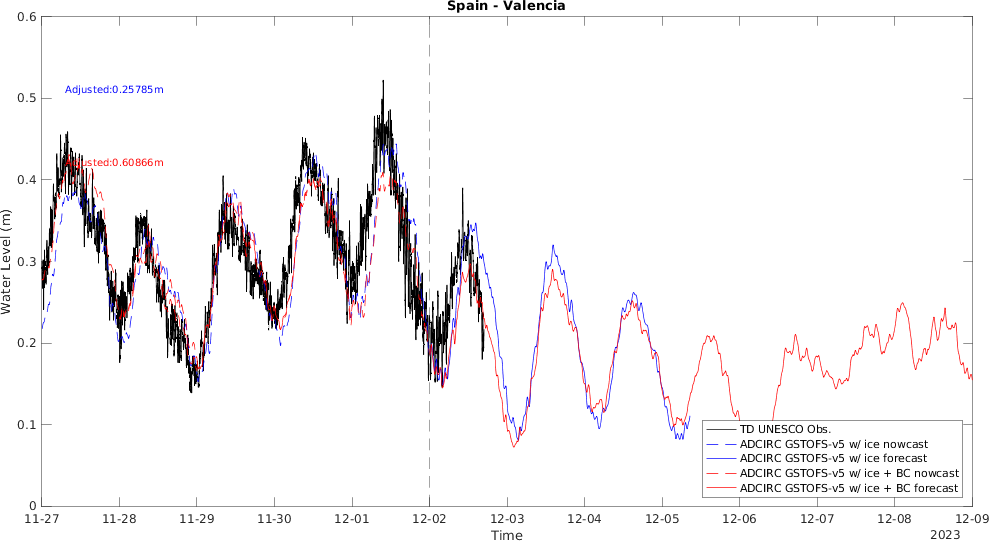 Spain - Valencia
0.6
0.5
0.4
0.3
0.2
0.1
0
Water Level (m)
Adjusted:0.25785m
Adjusted:0.60866m
TD UNESCO Obs.
ADCIRC GSTOFS-v5 w/ ice nowcast
ADCIRC GSTOFS-v5 w/ ice forecast
ADCIRC GSTOFS-v5 w/ ice + BC nowcast
ADCIRC GSTOFS-v5 w/ ice + BC forecast
11-27 11-28 11-29 11-30 12-01 12-02 12-03 12-04 12-05 12-06 12-07 12-08 12-09
Time
2023